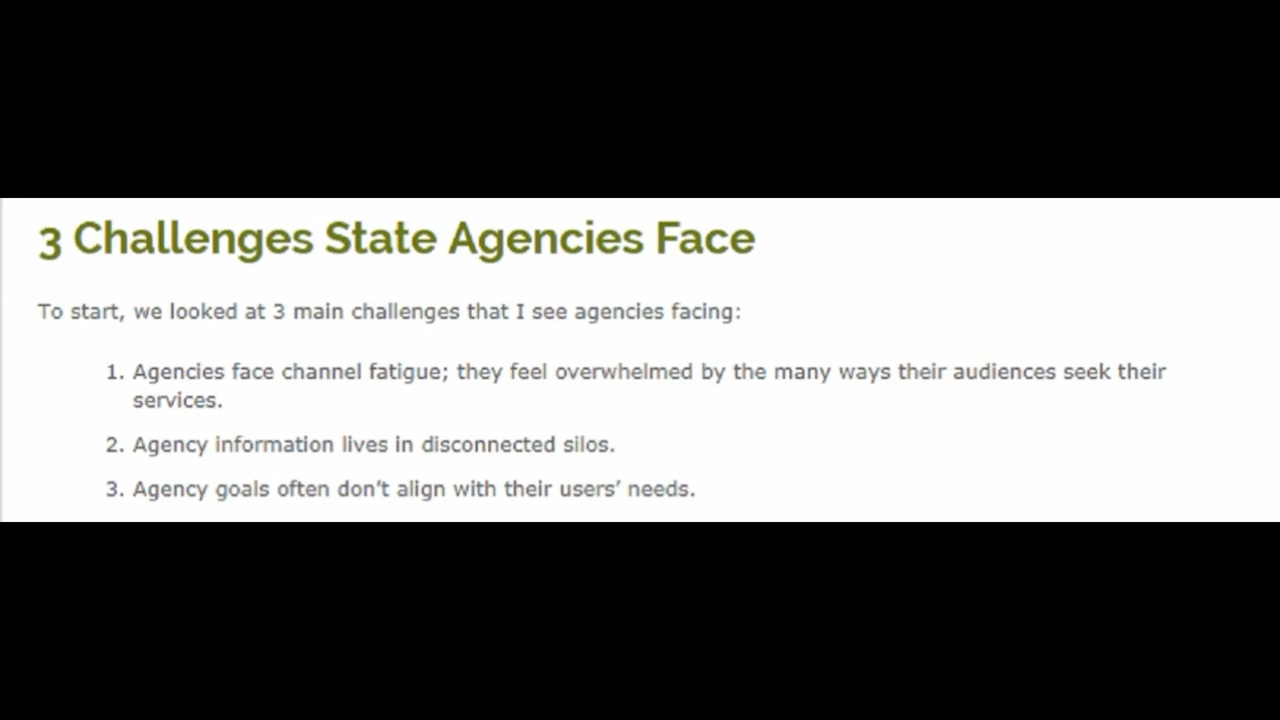 3 Challenges State Agencies Face
To start, we looked at 3 main challenges that I see agencies facing:
1. Agencies face channel fatigue; they feel overwhelmed by the many ways their audiences seek their
services.
2. Agency information lives in disconnected silos.
3. Agency goals often don’t align with their users’ needs.